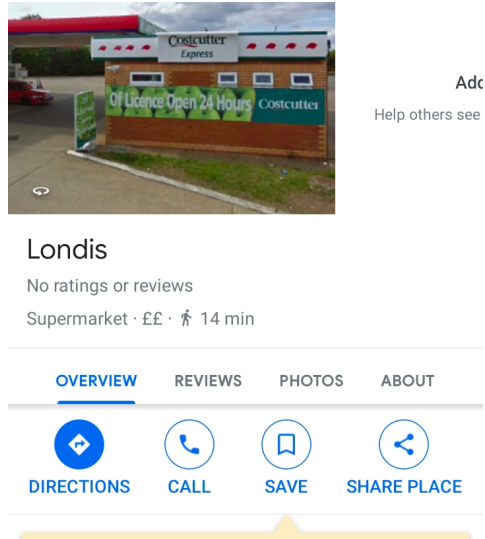 Costcutter
Express
Of Licence Open 24 Hours Costcutter
Add
Help others see
Londis
No ratings or reviews
Supermarket · ££ · 14 min
OVERVIEW REVIEWS PHOTOS ABOUT
DIRECTIONS CALL SAVE SHARE PLACE